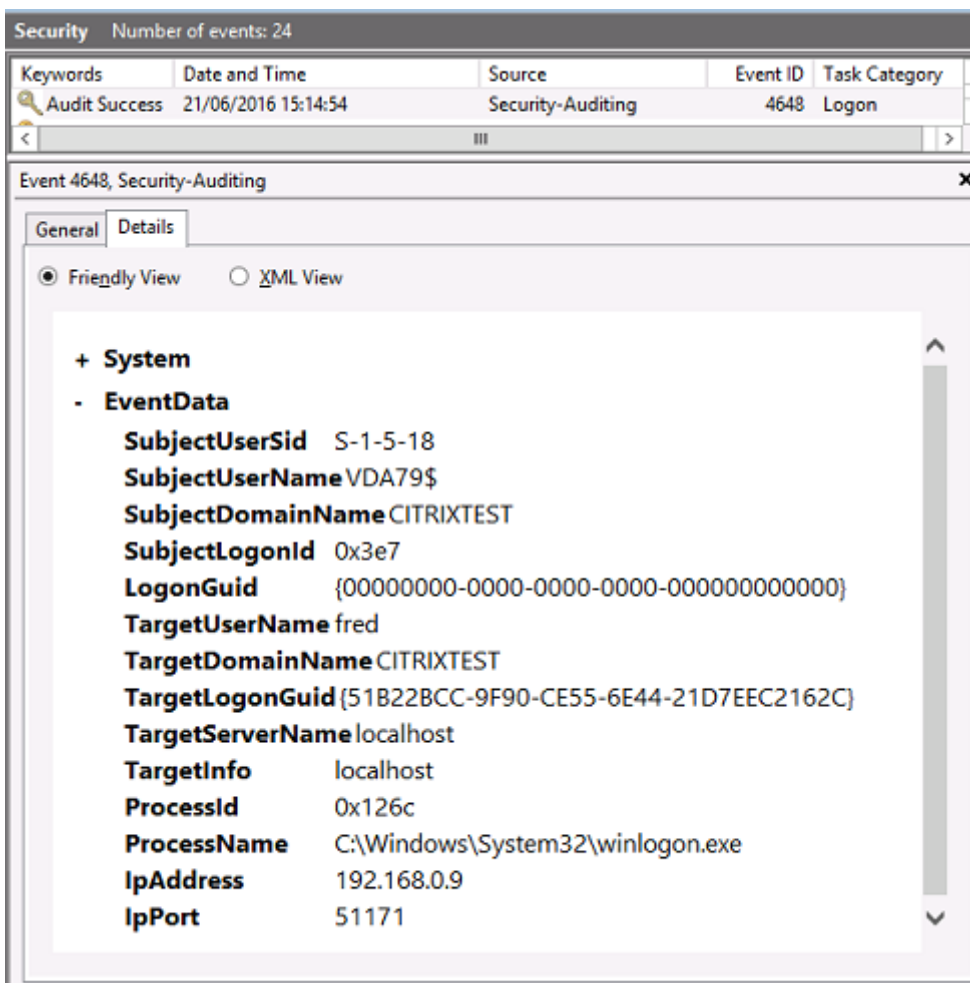 Security Number of events: 24
Keywords Date and Time Source Event ID Task Category
Audit Success 21/06/2016 15:14:54 Security-Auditing 4648 Logon
Event 4648, Security-Auditing
General Details
Friendly View XML View
+ System
- EventData
SubjectUserSid S-1-5-18
SubjectUserName VDA79$
SubjectDomainName CITRIXTEST
SubjectLogonId 0x3e7
LogonGuid {00000000-0000-0000-0000-000000000000}
TargetUserName fred
TargetDomainName CITRIXTEST
TargetLogonGuid {51B22BCC-9F90-CE55-6E44-21D7EEC2162C}
TargetServerName localhost
TargetInfo localhost
ProcessId 0x126c
ProcessName C:\Windows\System32\winlogon.exe
IpAddress 192.168.0.9
IpPort 51171